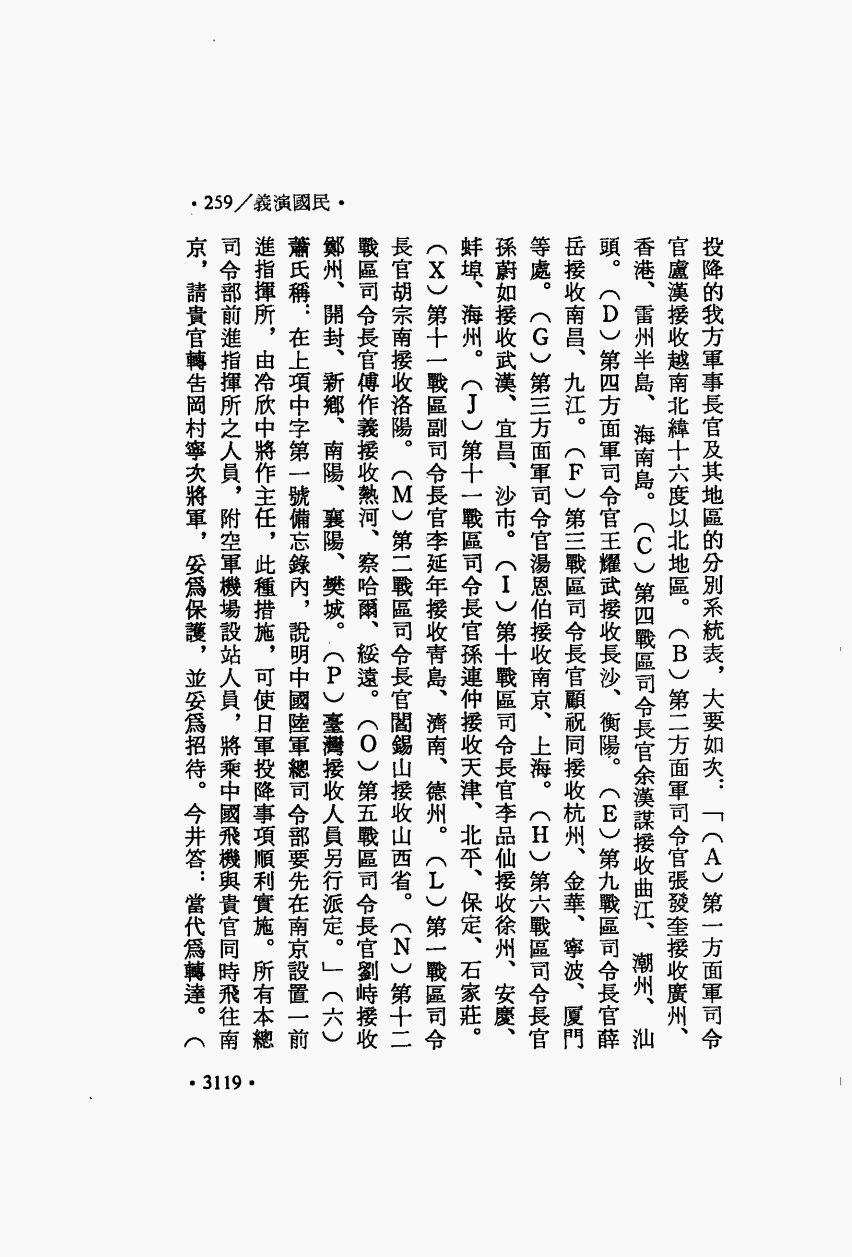 ·259／義演國民·
投降的我方軍事長官及其地區的分別系統表，大要如次：「（A）第一方面軍司令
官盧漢接收越南北緯十六度以北地區。（B）第二方面軍司令官張發奎接收廣州、
香港、雷州半島、海南島。（C）第四戰區司令長官余漢謀接收曲江、潮州、汕
頭。（D）第四方面軍司令官王耀武接收長沙、衡陽。（E）第九戰區司令長官薛
岳接收南昌、九江。（F）第三戰區司令長官顧祝同接收杭州、金華、寧波、厦門
等處。（G）第三方面軍司令官湯恩伯接收南京、上海。（H）第六戰區司令長官
孫蔚如接收武漢、宜昌、沙市。（I）第十戰區司令長官李品仙接收徐州、安慶、
蚌埠、海州。（J）第十一戰區司令長官孫連仲接收天津、北平、保定、石家莊。
（X）第十一戰區副司令長官李延年接收青島、濟南、德州。（L）第一戰區司令
長官胡宗南接收洛陽。（M）第二戰區司令長官閻錫山接收山西省。（N）第十二
戰區司令長官傅作義接收熱河、察哈爾、綏遠。（O）第五戰區司令長官劉峙接收
鄭州、開封、新鄉、南陽、襄陽、樊城。（P）臺灣接收人員另行派定。」（六）
蕭氏稱：在上項中字第一號備忘錄內，說明中國陸軍總司令部要先在南京設置一前
進指揮所，由冷欣中將作主任，此種措施，可使日軍投降事項順利實施。所有本總
司令部前進指揮所之人員，附空軍機場設站人員，將乘中國飛機與貴官同時飛往南
京，請貴官轉告岡村寧次將軍，妥爲保護，並妥爲招待。今井答：當代爲轉達。（
·3119·